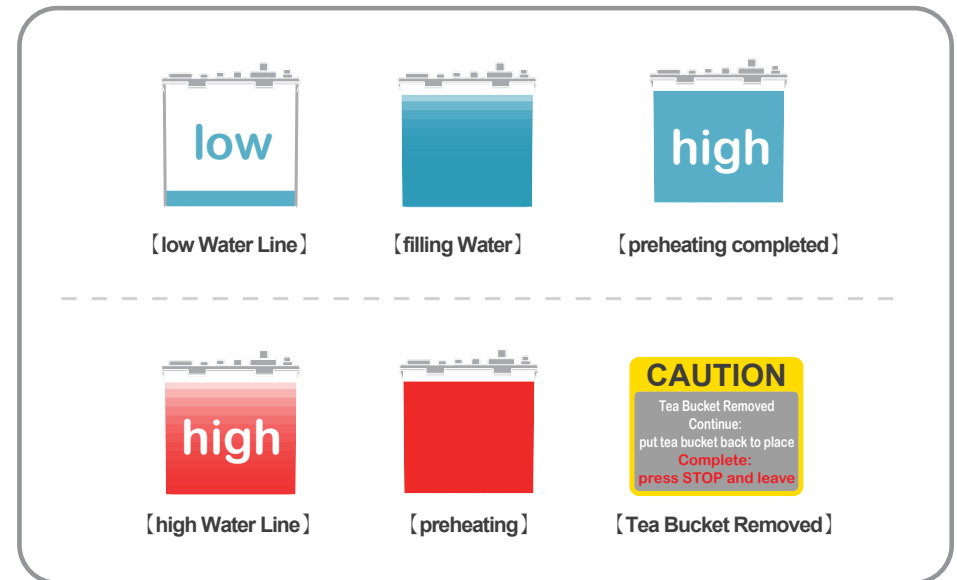 low
high
【low Water Line】
【filling Water】
【preheating completed】
high
CAUTION
Tea Bucket Removed
Continue:
put tea bucket back to place
Complete:
press STOP and leave
【high Water Line】
【preheating】
【Tea Bucket Removed】